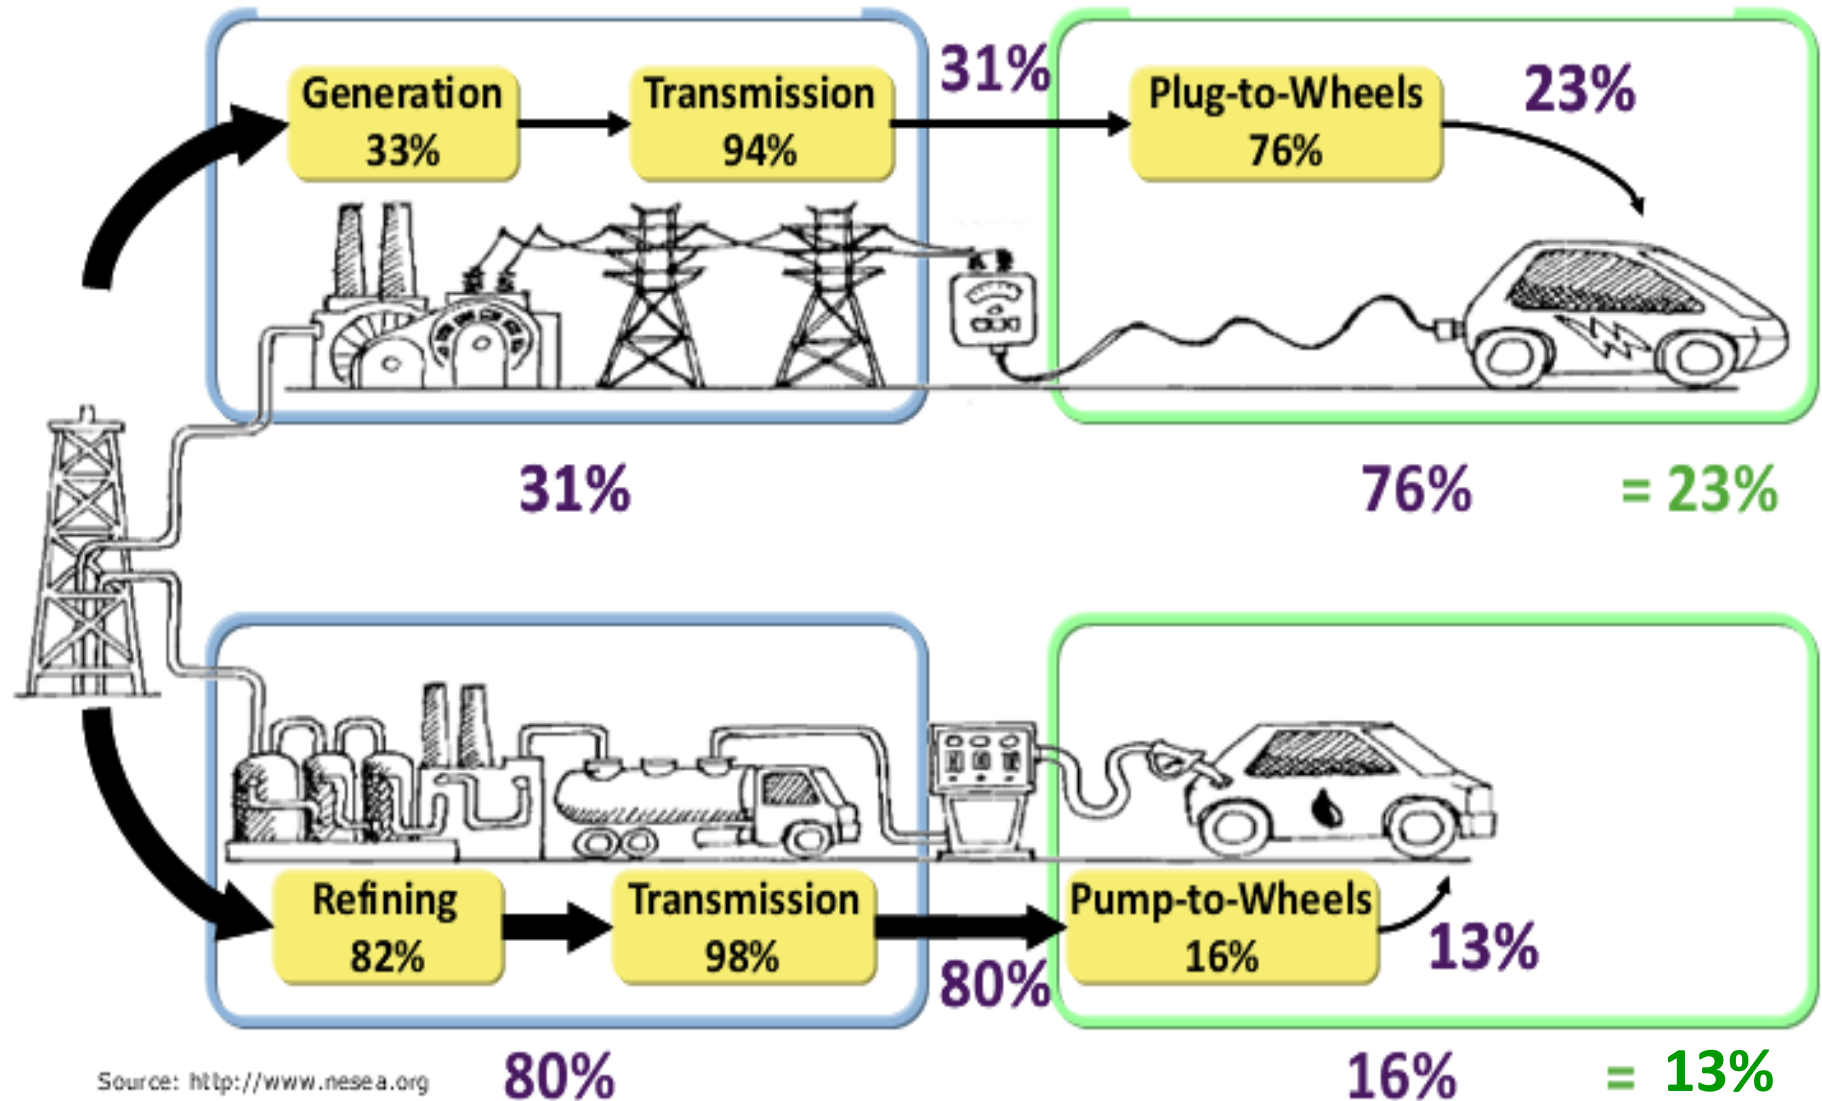 31%
23%
Generation
33%
Transmission
94%
Plug-to-Wheels
76%
31%
76%
= 23%
Refining
82%
Transmission
98%
Pump-to-Wheels
16%
13%
80%
Source: http://www.nesea.org
80%
16%
= 13%